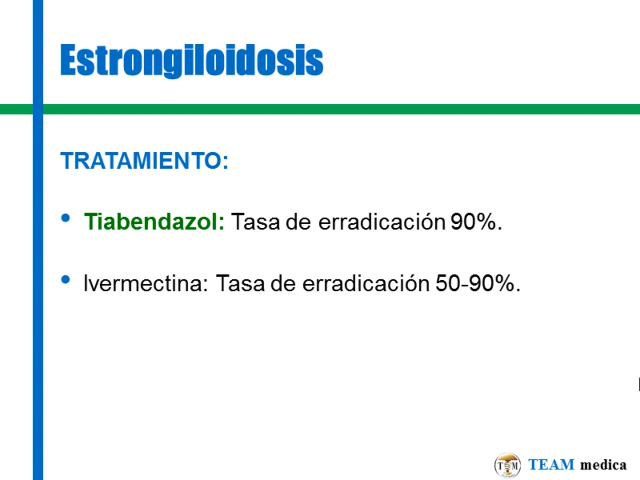 Estrongiloidosis
TRATAMIENTO:
• Tiabendazol: Tasa de erradicación 90%.
• Ivermectina: Tasa de erradicación 50-90%.
TEAM medica